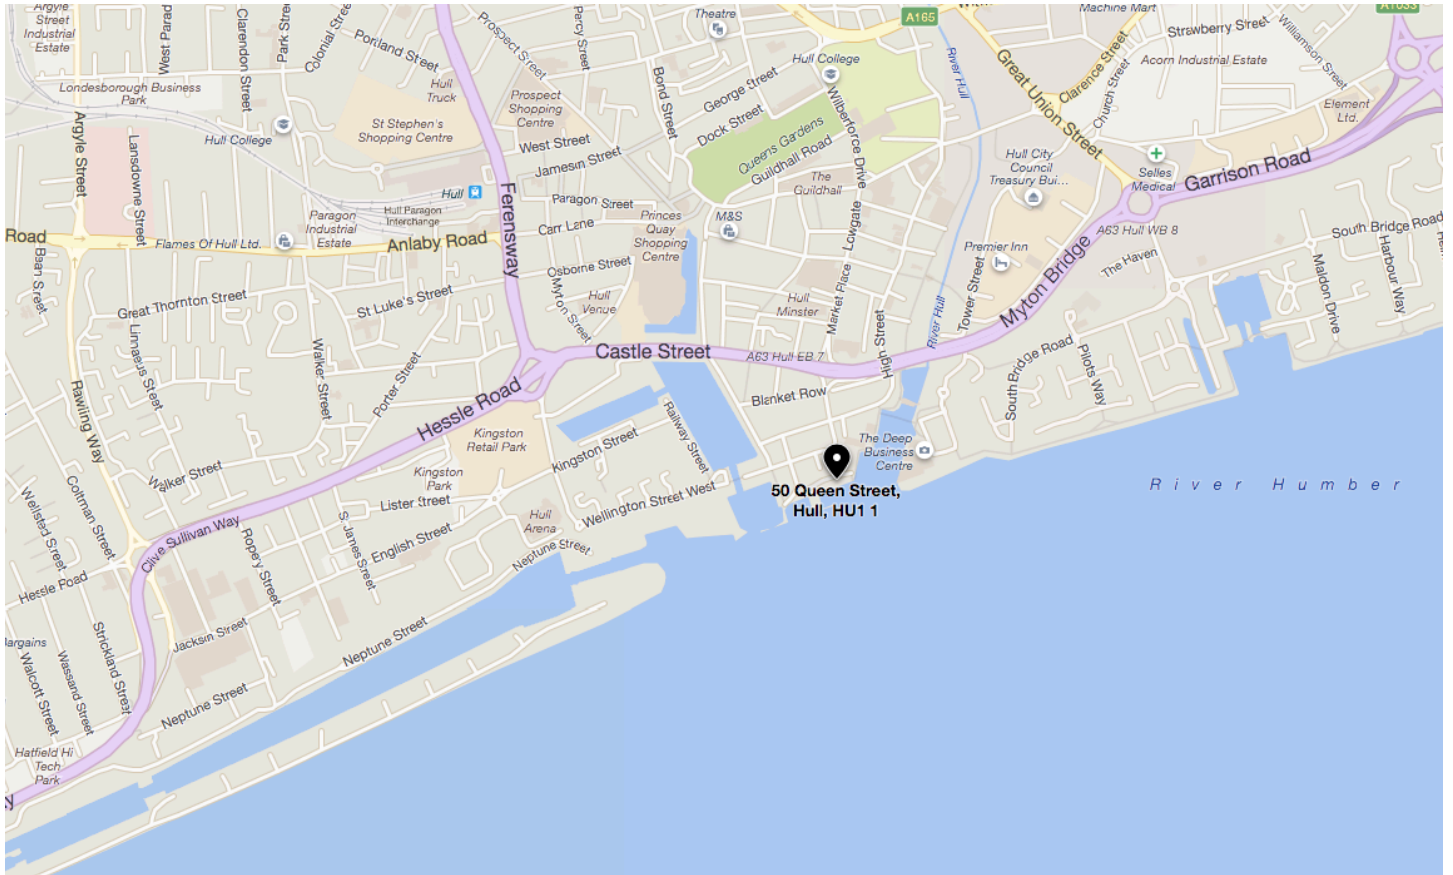 Argyle
Street
Industrial
Estate
West Parap
Clarendon Street
Park Street
Colonial Street
Portland Street
Prospect Street
Percy Street
Theatre
A165
Machine Mart
A1033
Strawberry Street
Williamson Street
Acorn Industrial Estate
Great Union Street
Clarence Street
Church Street
River Hull
Hull College
Wilberforce Drive
George Street
Dock Street
Bond Street
Queens Gardens
Guildhall Road
The
Guildhall
Londesborough Business
Park
Hull
Truck
St Stephen's
Shopping Centre
Prospect
Shopping
Centre
West Street
Jamesin Street
Hull College
Argyle Street
Lansdowne Street
Hull
Hull Paragon
Interchange
Ferensway
Paragon Street
Carr Lane
Princes
Quay
Shopping
Centre
M&S
Lowgate
Market Place
Hull City
Council
Treasury Bui...
Selles
Medical
Element
Ltd.
Garrison Road
A63 Hull WB 8
South Bridge Road
Harbour Way
Maldon Drive
The Haven
Premier Inn
Tower Street
Myton Bridge
Road
Flames Of Hull Ltd.
Paragon
Industrial
Estate
Anlaby Road
Bean Street
Great Thornton Street
St Luke's Street
Osborne Street
Myton Street
Hull
Venue
Hull
Minster
High Street
River Hull
Linnaeus Street
Walker Street
Porter Street
Castle Street
A63 Hull EB 7
South Bridge Road
Pilots Way
Rawling Way
Hessle Road
Blanket Row
Railway Street
Kingston
Retail Park
Kingston Street
The Deep
Business
Centre
Walker Street
Kingston
Park
Lister Street
Wellington Street West
50 Queen Street,
Hull, HU1 1
River Humber
Wellsted Street
Coltman Street
Clive Sullivan Way
Ropery Street
St James Street
English Street
Hull
Arena
Neptune Street
Hessle Road
Jacksin Street
Neptune Street
Bargains
Walcott Street
Wassand Street
Strickland Street
Neptune Street
Hatfield Hi
Tech
Park